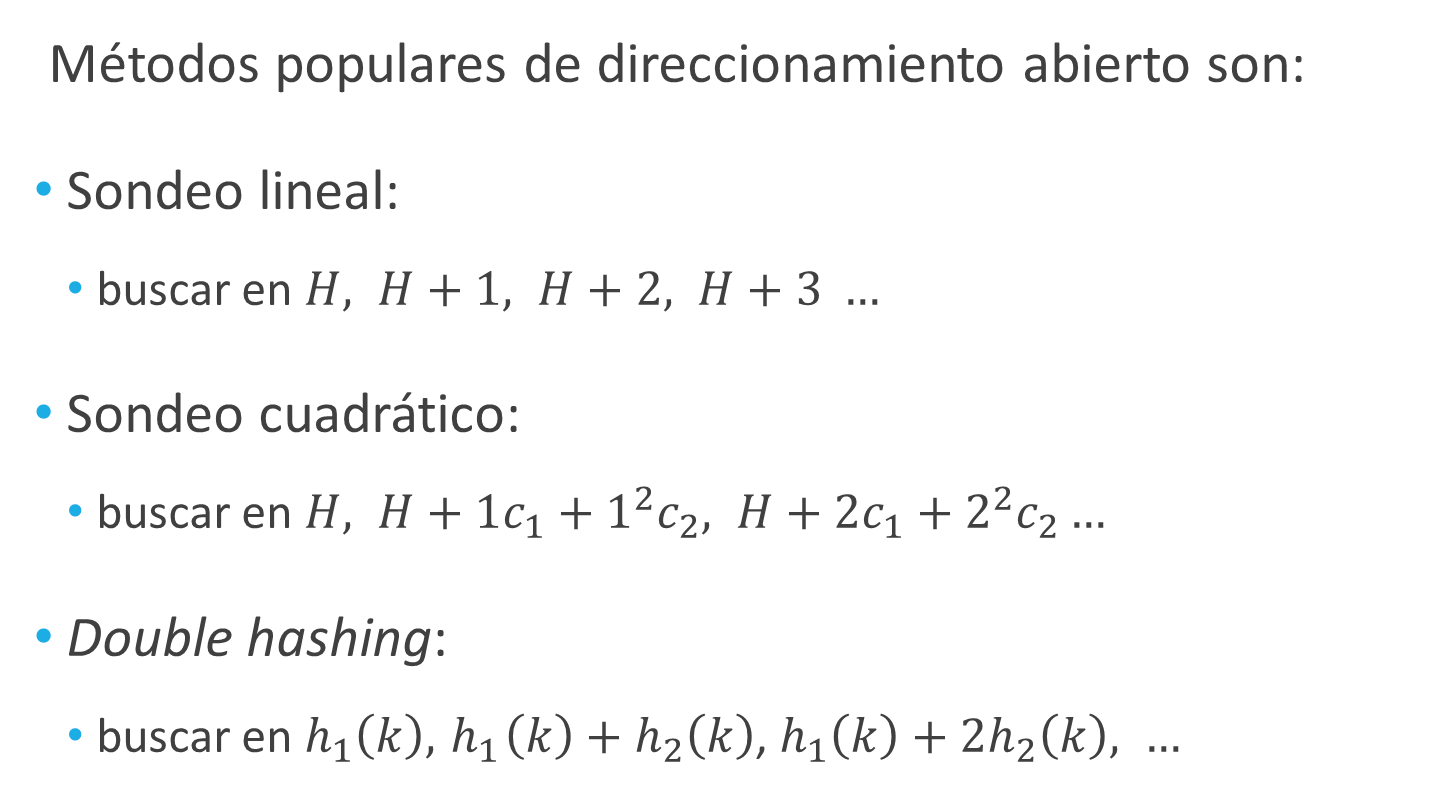 Métodos populares de direccionamiento abierto son:
• Sondeo lineal:
• buscar en 𝐻, 𝐻 + 1, 𝐻 + 2, 𝐻 + 3 …
• Sondeo cuadrático:
• buscar en 𝐻, 𝐻 + 1𝑐₁ + 1²𝑐₂, 𝐻 + 2𝑐₁ + 2²𝑐₂ …
• Double hashing:
• buscar en ℎ₁(𝑘), ℎ₁(𝑘) + ℎ₂(𝑘), ℎ₁(𝑘) + 2ℎ₂(𝑘), …